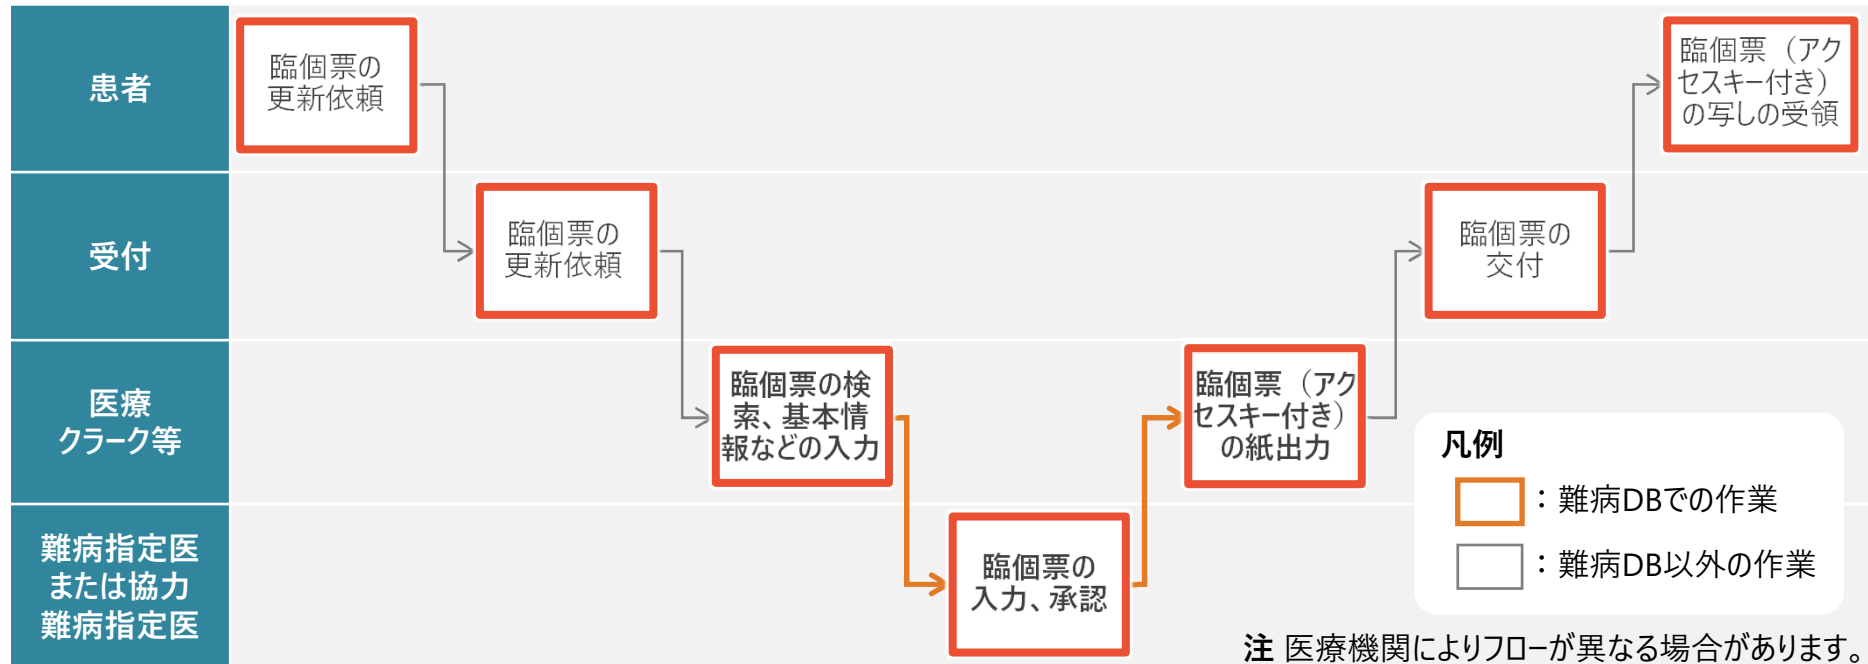 患者
臨個票の
更新依頼
臨個票（アク
セスキー付き）
の写しの受領
受付
臨個票の
更新依頼
臨個票の
交付
医療
クラーク等
臨個票の検
索、基本情
報などの入力
臨個票（アク
セスキー付き）
の紙出力
難病指定医
または協力
難病指定医
臨個票の
入力、承認
凡例
：難病DBでの作業
：難病DB以外の作業
注 医療機関によりフローが異なる場合があります。